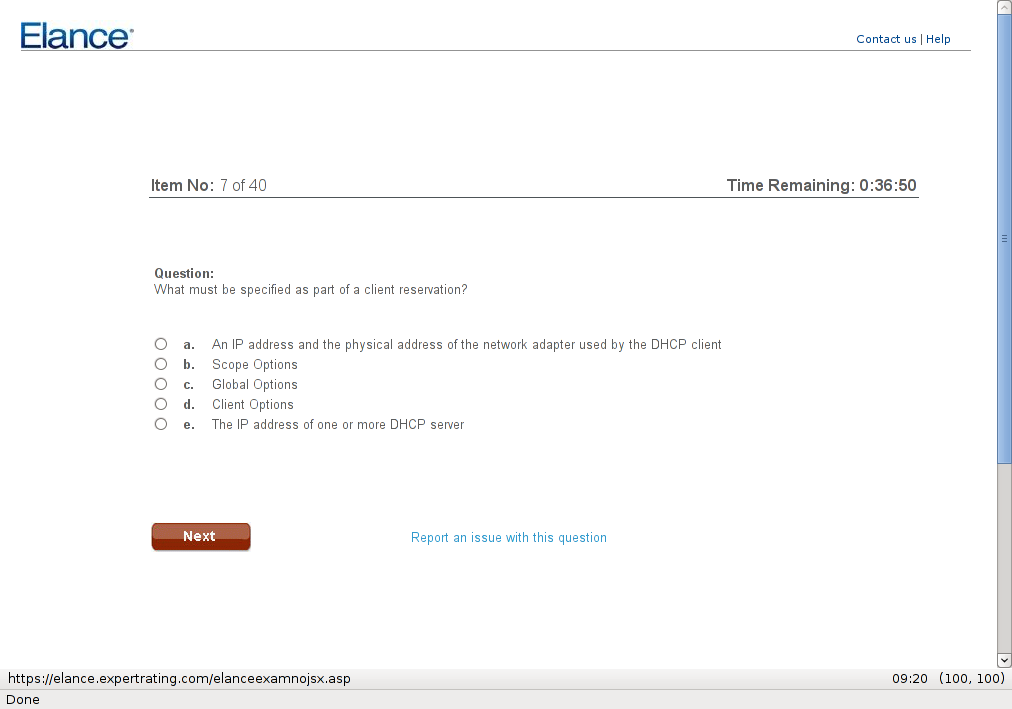 Elance®
Contact us | Help
Item No: 7 of 40
Time Remaining: 0:36:50
Question:
What must be specified as part of a client reservation?
a. An IP address and the physical address of the network adapter used by the DHCP client
b. Scope Options
c. Global Options
d. Client Options
e. The IP address of one or more DHCP server
Next
Report an issue with this question
https://elance.expertrating.com/elanceexamnojsx.asp
09:20 (100, 100)
Done